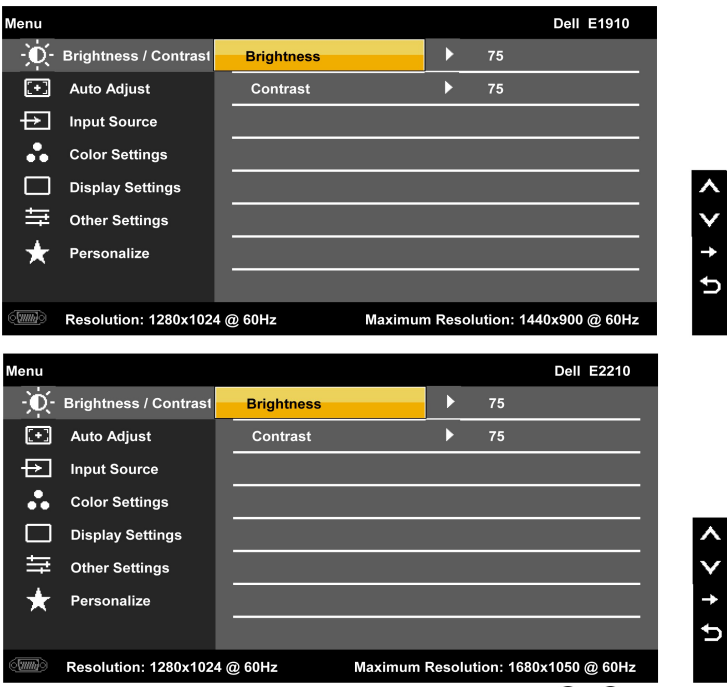 Menu Dell E1910
Brightness / Contrast Brightness 75
Auto Adjust Contrast 75
Input Source
Color Settings
Display Settings
Other Settings
Personalize
Resolution: 1280x1024 @ 60Hz Maximum Resolution: 1440x900 @ 60Hz
Menu Dell E2210
Brightness / Contrast Brightness 75
Auto Adjust Contrast 75
Input Source
Color Settings
Display Settings
Other Settings
Personalize
Resolution: 1280x1024 @ 60Hz Maximum Resolution: 1680x1050 @ 60Hz